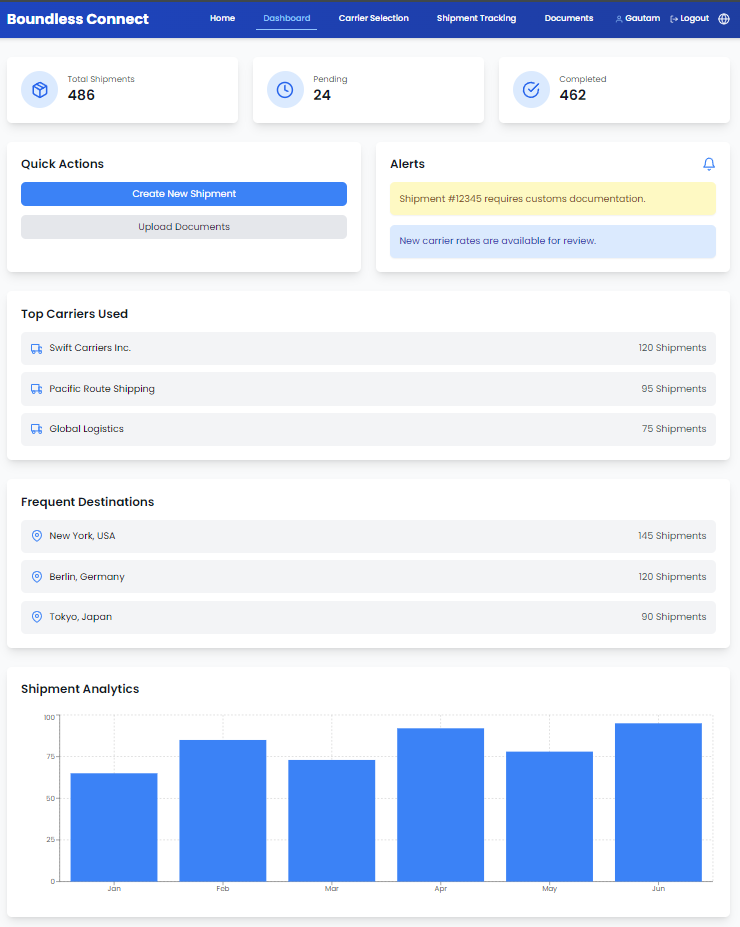 Boundless Connect
Home Dashboard Carrier Selection Shipment Tracking Documents Gautam Logout
Total Shipments
486
Pending
24
Completed
462
Quick Actions
Create New Shipment
Upload Documents
Alerts
Shipment #12345 requires customs documentation.
New carrier rates are available for review.
Top Carriers Used
Swift Carriers Inc. 120 Shipments
Pacific Route Shipping 95 Shipments
Global Logistics 75 Shipments
Frequent Destinations
New York, USA 145 Shipments
Berlin, Germany 120 Shipments
Tokyo, Japan 90 Shipments
Shipment Analytics
100
75
50
25
0
Jan Feb Mar Apr May Jun